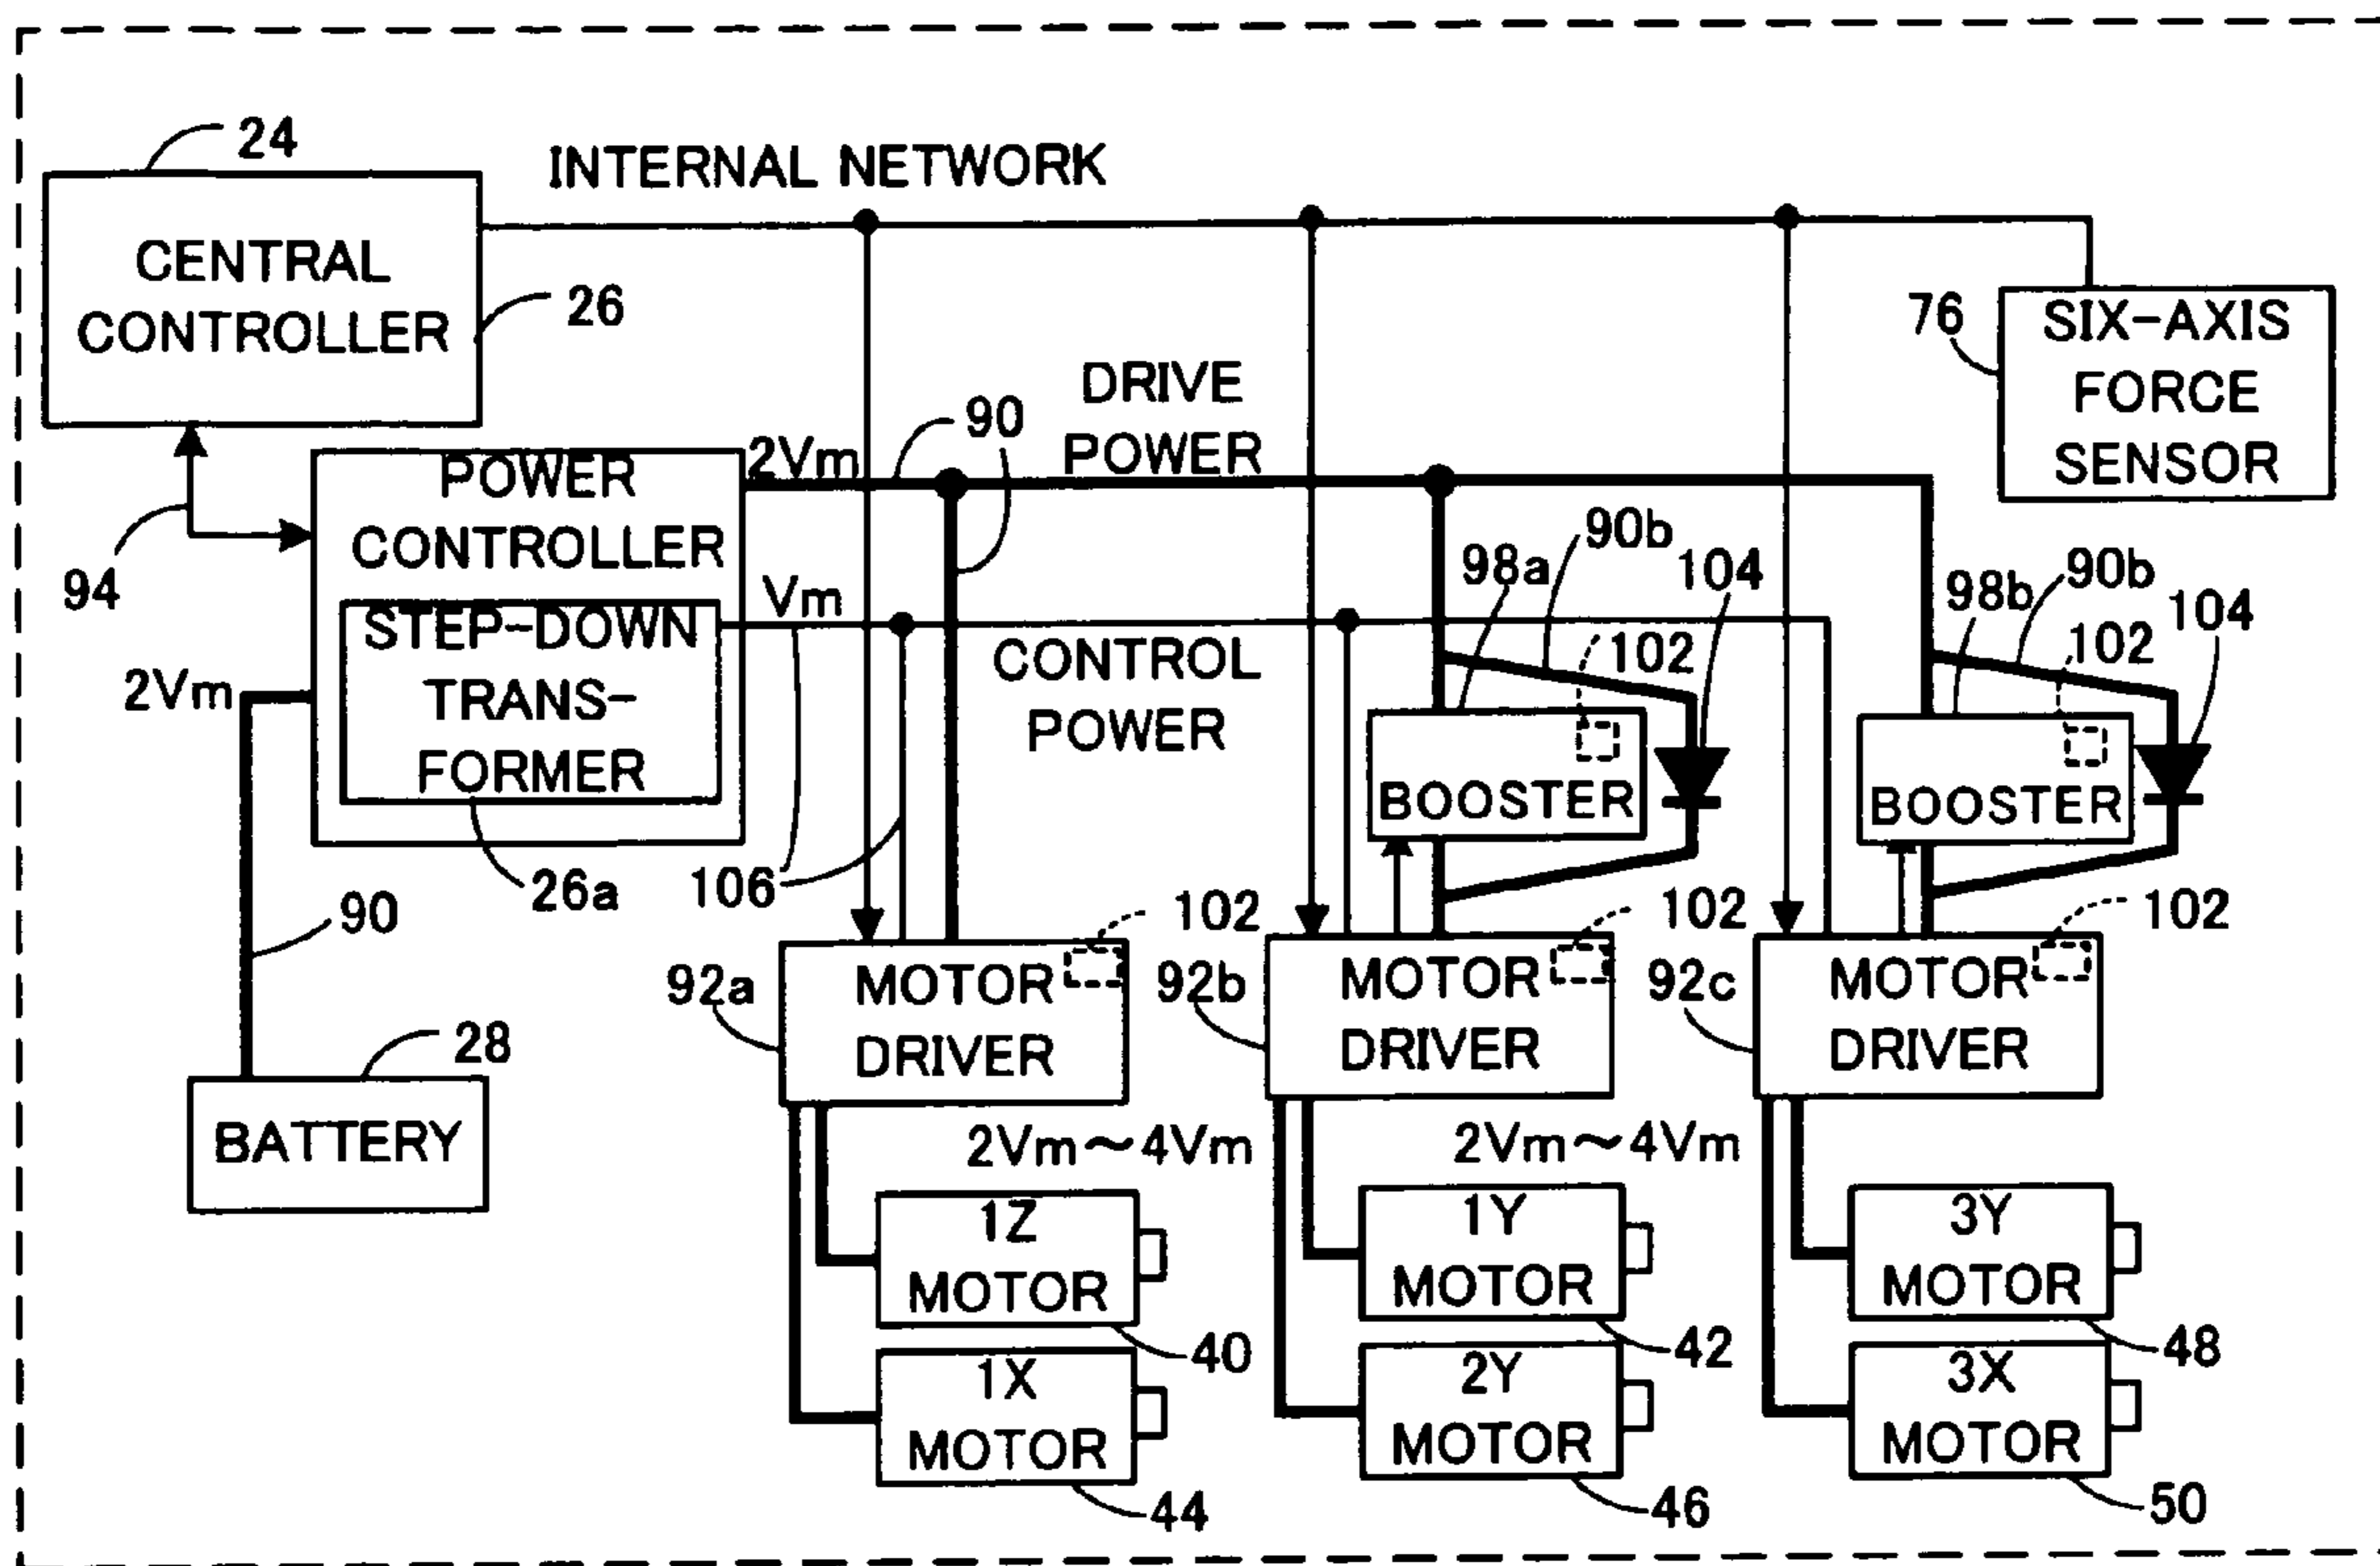 24
INTERNAL NETWORK
CENTRAL
CONTROLLER
26
76
SIX-AXIS
FORCE
SENSOR
DRIVE
POWER
90
2Vm
POWER
CONTROLLER
94
Vm
STEP-DOWN
TRANS-
FORMER
26a
2Vm
90
CONTROL
POWER
106
98a
90b
104
102
BOOSTER
98b
90b
104
102
BOOSTER
28
BATTERY
92a
102
MOTOR
DRIVER
92b
102
MOTOR
DRIVER
92c
102
MOTOR
DRIVER
2Vm~4Vm
2Vm~4Vm
1Z
MOTOR
40
1X
MOTOR
44
1Y
MOTOR
42
2Y
MOTOR
46
3Y
MOTOR
48
3X
MOTOR
50